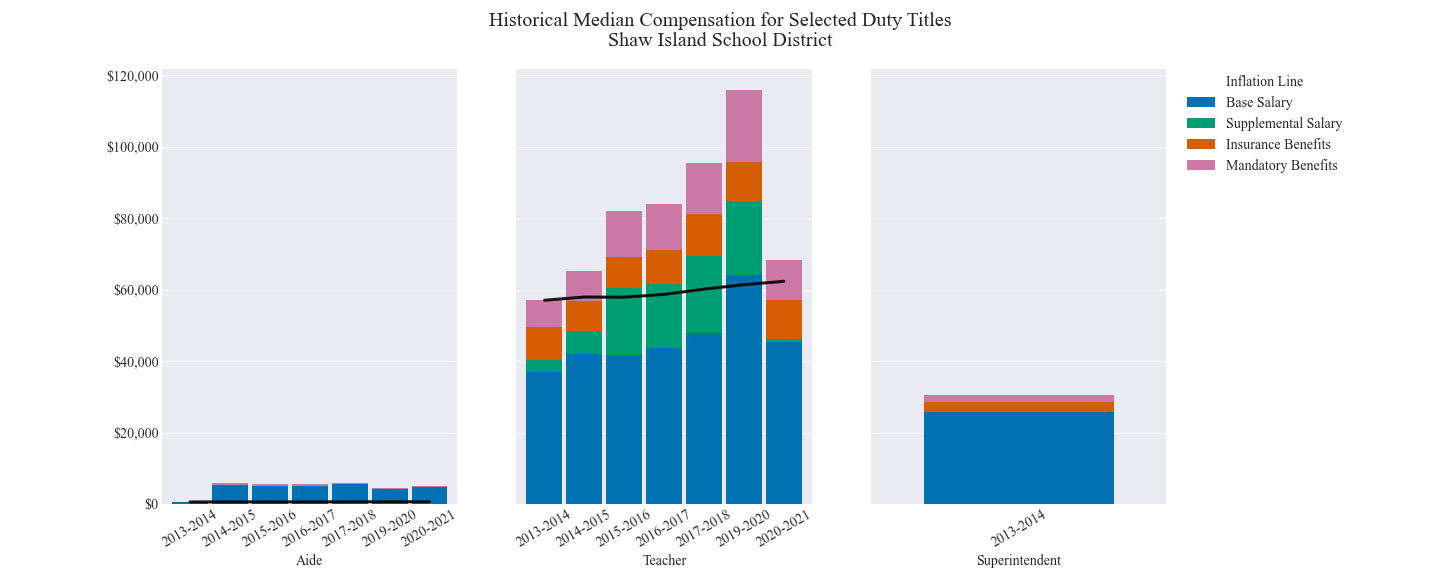 Historical Median Compensation for Selected Duty Titles
Shaw Island School District
$120,000
$100,000
$80,000
$60,000
$40,000
$20,000
$0
2013-2014
2014-2015
2015-2016
2016-2017
2017-2018
2019-2020
2020-2021
Aide
2013-2014
2014-2015
2015-2016
2016-2017
2017-2018
2019-2020
2020-2021
Teacher
2013-2014
Superintendent
Inflation Line
Base Salary
Supplemental Salary
Insurance Benefits
Mandatory Benefits